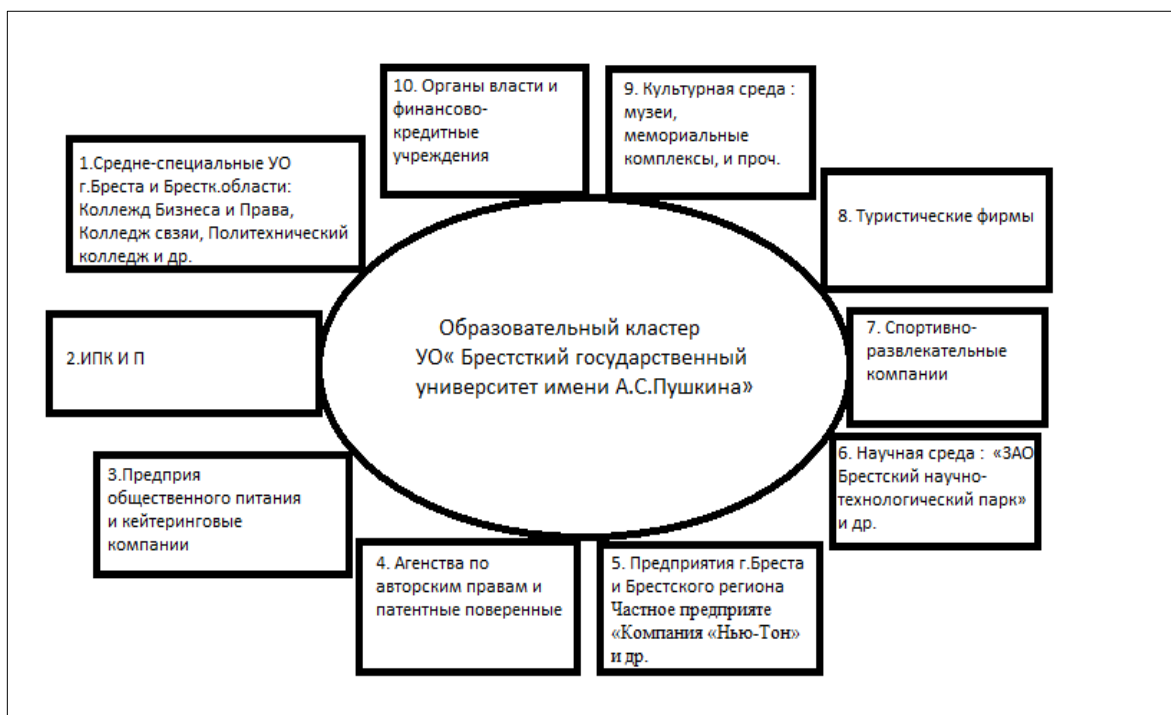 10. Органы власти и
финансово-
кредитные
учреждения
9. Культурная среда :
музеи,
мемориальные
комплексы, и проч.
1.Средне-специальные УО
г.Бреста и Брестк.области:
Коллежд Бизнеса и Права,
Колледж свзяи, Политехнический
колледж и др.
8. Туристические фирмы
Образовательный кластер
УО« Брестсткий государственный
университет имени А.С.Пушкина»
2.ИПК И П
7. Спортивно-
развлекательные
компании
3.Предприя
общественного питания
и кейтеринговые
компании
6. Научная среда : «ЗАО
Брестский научно-
технологический парк»
и др.
4. Агенства по
авторским правам и
патентные поверенные
5. Предприятия г.Бреста
и Брестского региона
Частное предприяте
«Компания «Нью-Тон»
и др.